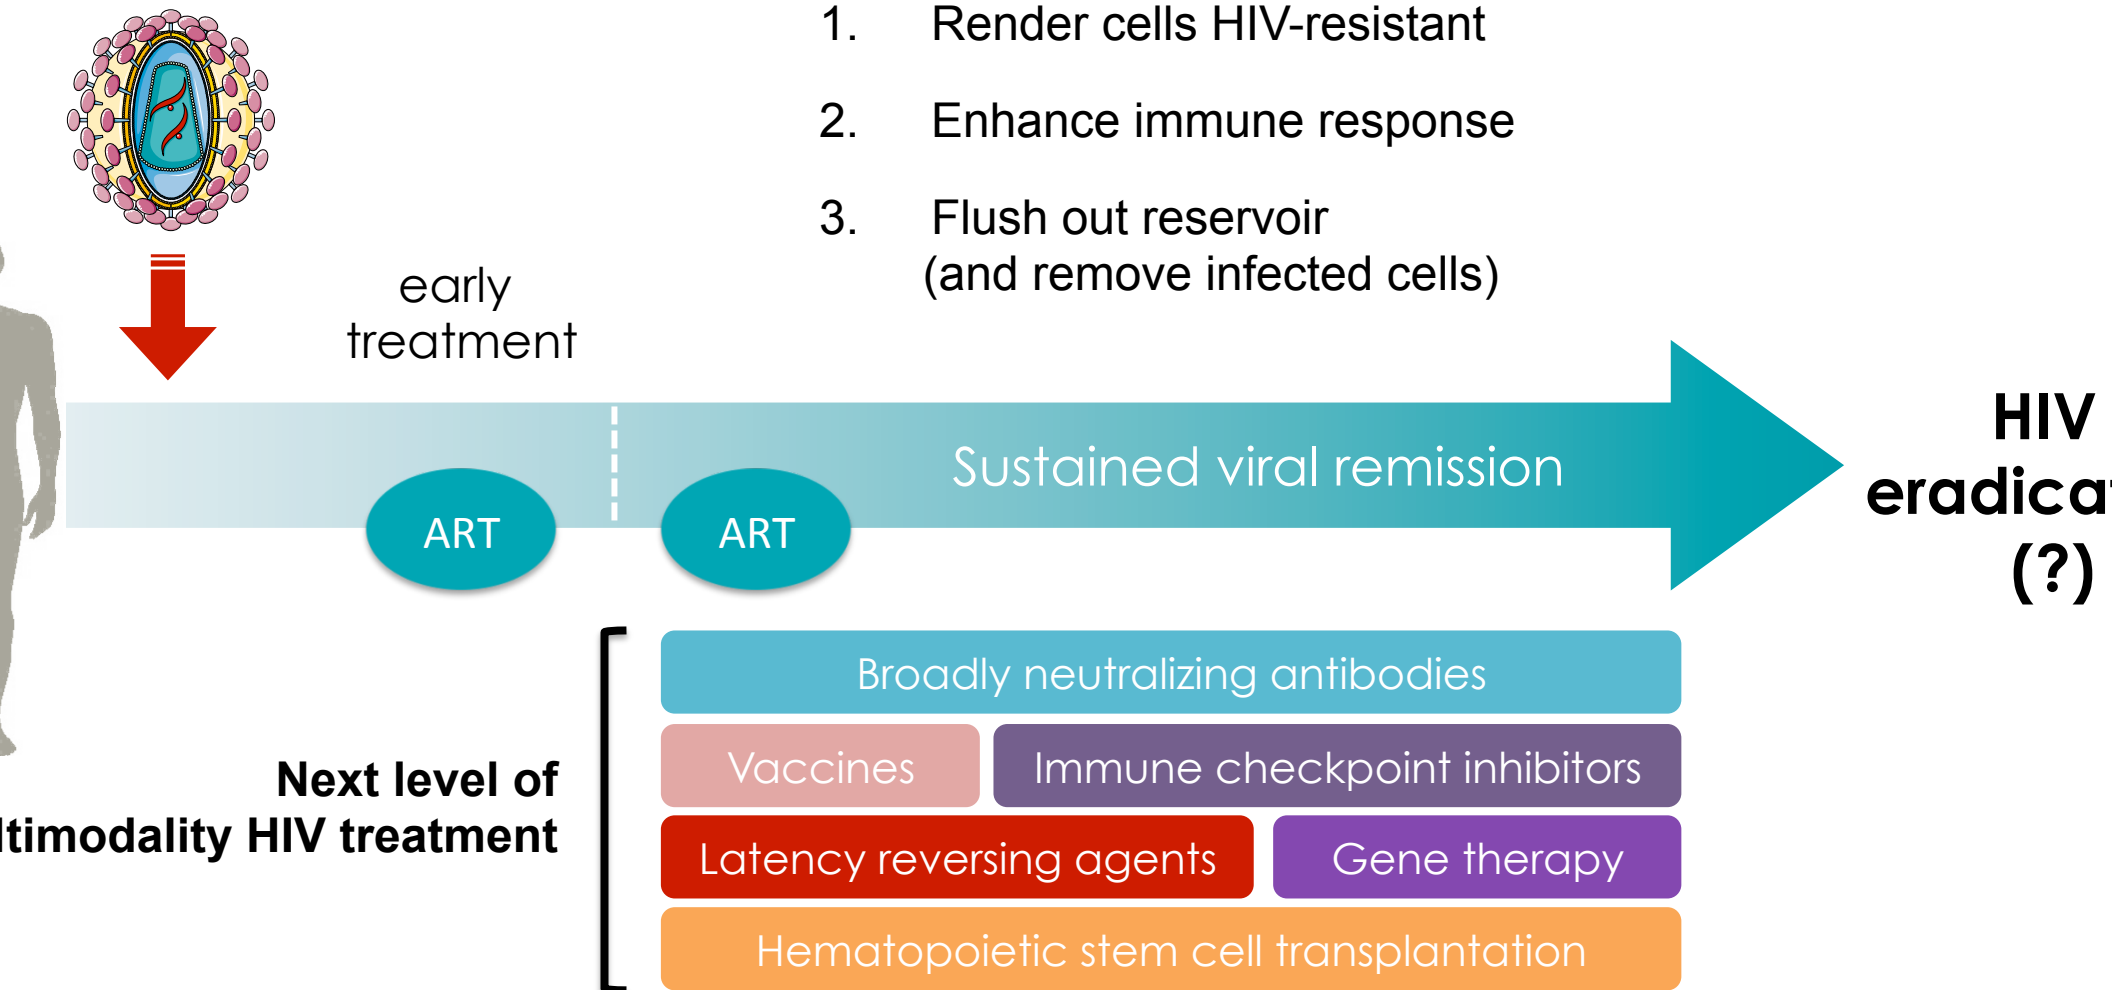 1. Render cells HIV-resistant
2. Enhance immune response
3. Flush out reservoir
(and remove infected cells)
early
treatment
Sustained viral remission
ART
ART
HIV
(?)
Broadly neutralizing antibodies
Vaccines
Immune checkpoint inhibitors
Next level of
HIV treatment
Latency reversing agents
Gene therapy
Hematopoietic stem cell transplantation